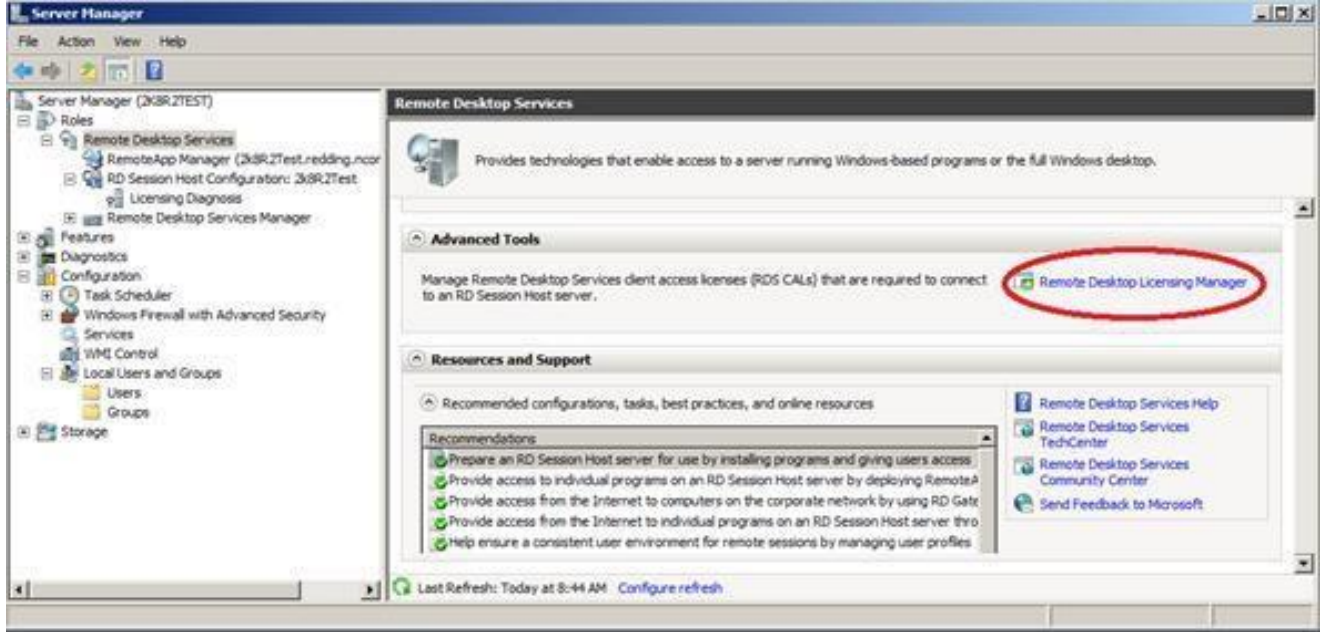 Server Manager
File Action View Help
Server Manager (2K8R2TEST)
Roles
Remote Desktop Services
RemoteApp Manager (2k8R2Test.redding.ncor
RD Session Host Configuration: 2k8R2Test
Licensing Diagnosis
Remote Desktop Services Manager
Features
Diagnostics
Configuration
Task Scheduler
Windows Firewall with Advanced Security
Services
WMI Control
Local Users and Groups
Users
Groups
Storage
Remote Desktop Services
Provides technologies that enable access to a server running Windows-based programs or the full Windows desktop.
Advanced Tools
Manage Remote Desktop Services client access licenses (RDS CALs) that are required to connect
to an RD Session Host server.
Remote Desktop Licensing Manager
Resources and Support
Recommended configurations, tasks, best practices, and online resources
Recommendations
Prepare an RD Session Host server for use by installing programs and giving users access
Provide access to individual programs on an RD Session Host server by deploying RemoteA
Provide access from the Internet to computers on the corporate network by using RD Gate
Provide access from the Internet to individual programs on an RD Session Host server thro
Help ensure a consistent user environment for remote sessions by managing user profiles
Remote Desktop Services Help
Remote Desktop Services
TechCenter
Remote Desktop Services
Community Center
Send Feedback to Microsoft
Last Refresh: Today at 8:44 AM Configure refresh